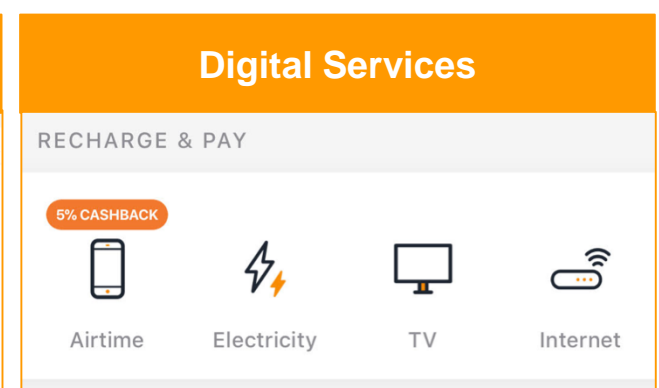 Digital Services
RECHARGE & PAY
5% CASHBACK
Airtime Electricity TV Internet